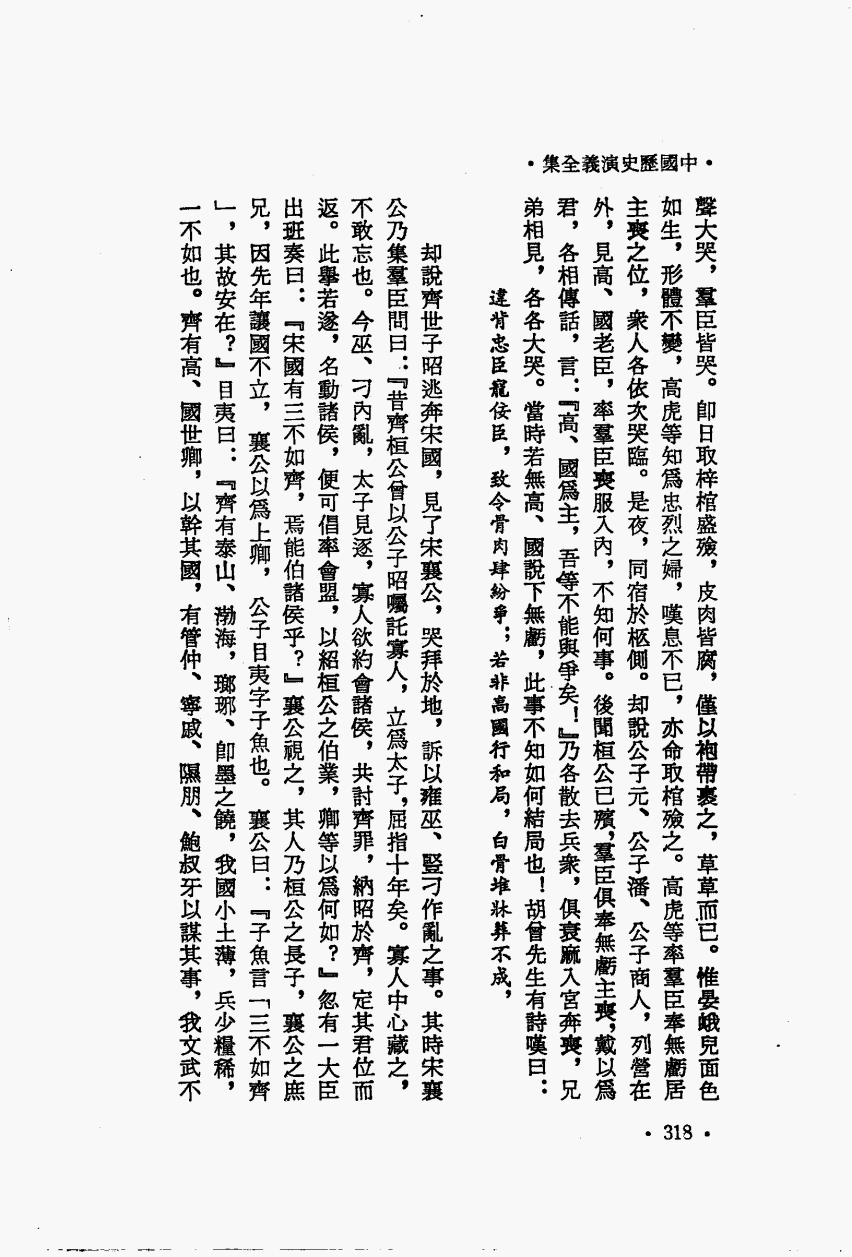 ・中國歷史演義全集・
聲大哭，羣臣皆哭。卽日取梓棺盛殮，皮肉皆腐，僅以袍帶裹之，草草而已。惟晏蛾兒面色
如生，形體不變，高虎等知爲忠烈之婦，嘆息不已，亦命取棺殮之。高虎等率羣臣奉無虧居
主喪之位，衆人各依次哭臨。是夜，同宿於柩側。却說公子元、公子潘、公子商人，列營在
外，見高、國老臣，率羣臣喪服入內，不知何事。後聞桓公已殯，羣臣俱奉無虧主喪，戴以爲
君，各相傳話，言：『高、國爲主，吾等不能與爭矣！』乃各散去兵衆，俱衰蔴入宮奔喪，兄
弟相見，各各大哭。當時若無高、國說下無虧，此事不知如何結局也！胡曾先生有詩嘆曰：
違背忠臣寵佞臣，致令骨肉肆紛爭；若非高國行和局，白骨堆牀葬不成，
却說齊世子昭逃奔宋國，見了宋襄公，哭拜於地，訴以雍巫、豎刁作亂之事。其時宋襄
公乃集羣臣問曰：『昔齊桓公曾以公子昭囑託寡人，立爲太子，屈指十年矣。寡人中心藏之，
不敢忘也。今巫、刁內亂，太子見逐，寡人欲約會諸侯，共討齊罪，納昭於齊，定其君位而
返。此舉若遂，名動諸侯，便可倡率會盟，以紹桓公之伯業，卿等以爲何如？』忽有一大臣
出班奏曰：『宋國有三不如齊，焉能伯諸侯乎？』襄公視之，其人乃桓公之長子，襄公之庶
兄，因先年讓國不立，襄公以爲上卿，公子目夷字子魚也。襄公曰：『子魚言「三不如齊
」，其故安在？』目夷曰：『齊有泰山、渤海，瑯琊、卽墨之饒，我國小土薄，兵少糧稀，
一不如也。齊有高、國世卿，以幹其國，有管仲、寧戚、隰朋、鮑叔牙以謀其事，我文武不
・318・